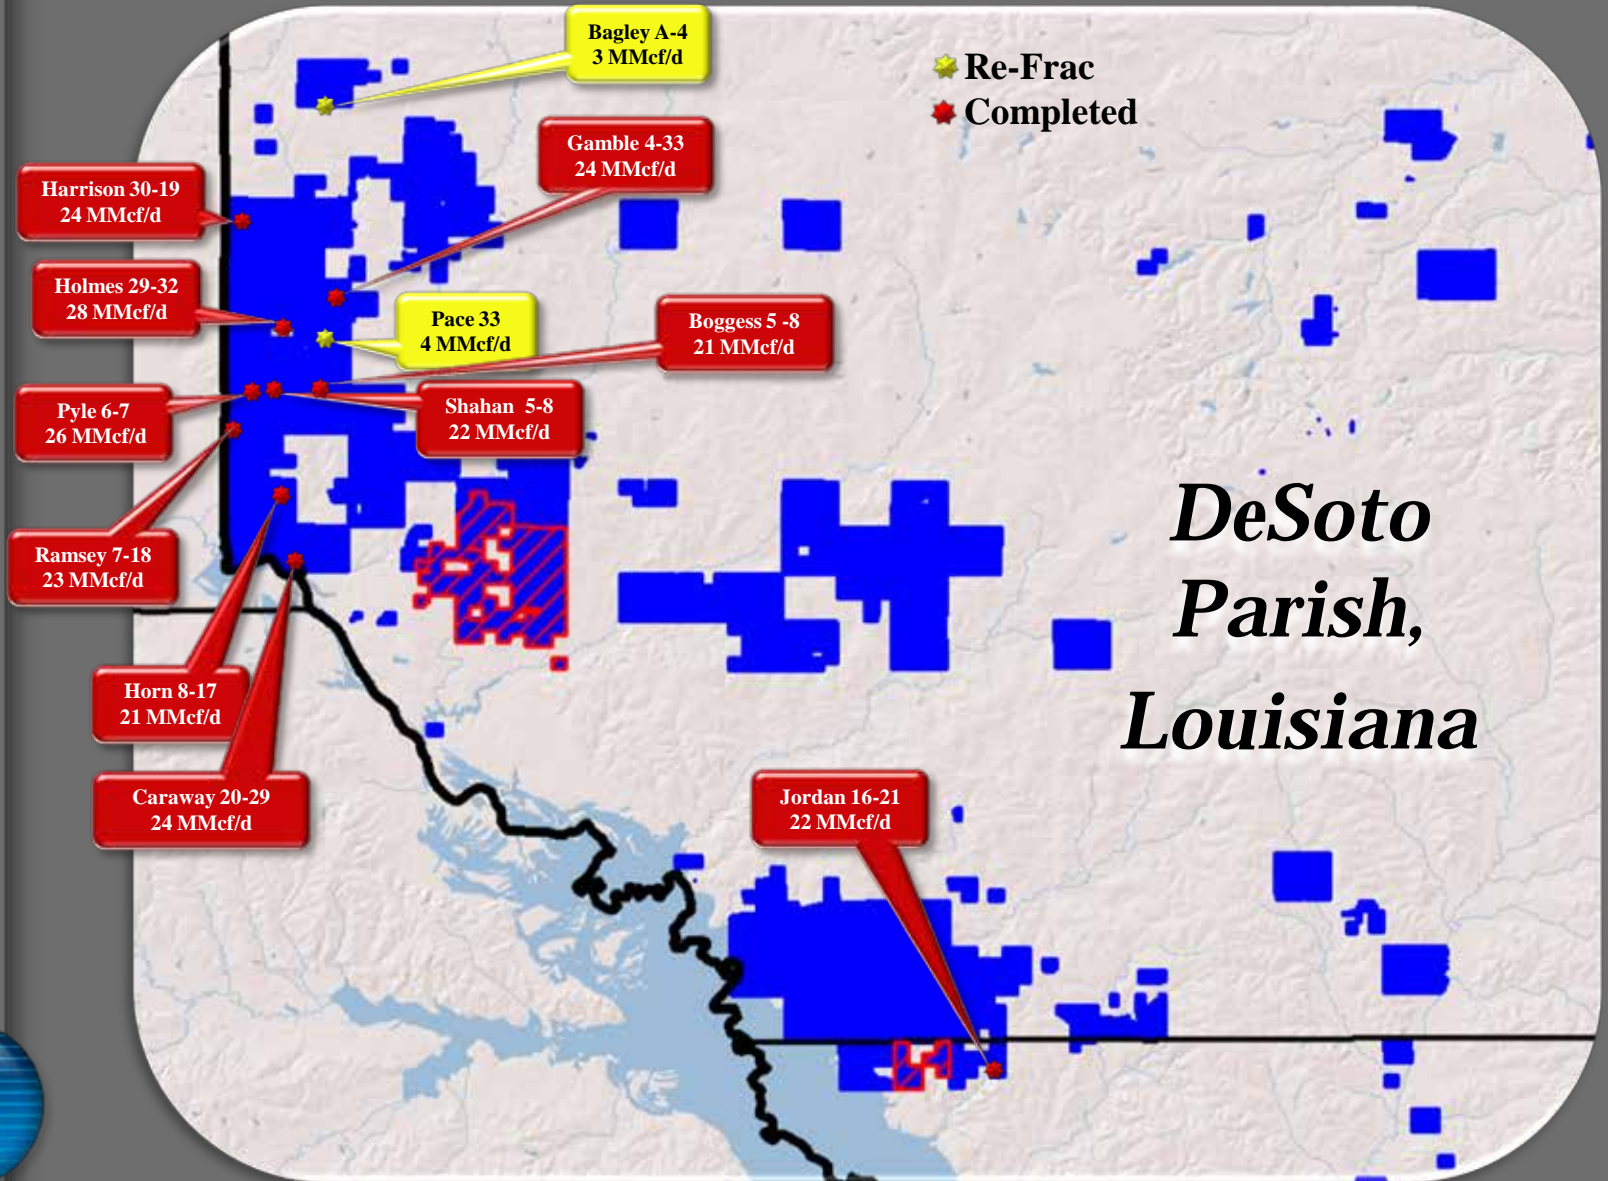 Bagley A-4
3 MMcf/d
Re-Frac
Completed
Gamble 4-33
24 MMcf/d
Harrison 30-19
24 MMcf/d
Holmes 29-32
28 MMcf/d
Pace 33
4 MMcf/d
Boggess 5 -8
21 MMcf/d
Pyle 6-7
26 MMcf/d
Shahan 5-8
22 MMcf/d
DeSoto
Parish,
Louisiana
Ramsey 7-18
23 MMcf/d
Horn 8-17
21 MMcf/d
Caraway 20-29
24 MMcf/d
Jordan 16-21
22 MMcf/d